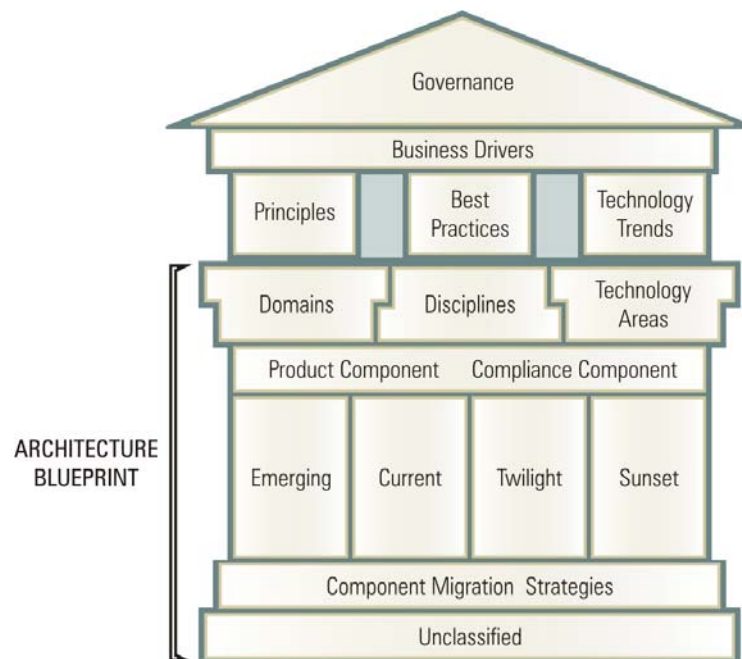 Governance
Business Drivers
Principles
Best
Practices
Technology
Trends
Domains
Disciplines
Technology
Areas
Product Component Compliance Component
ARCHITECTURE
BLUEPRINT
Emerging
Current
Twilight
Sunset
Component Migration Strategies
Unclassified